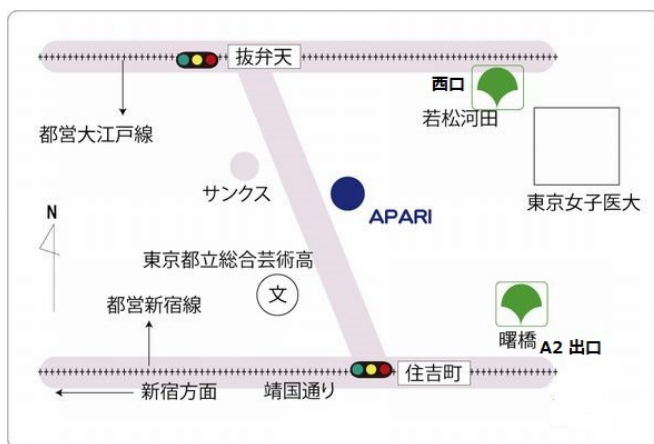 抜弁天
西口
若松河田
都営大江戸線
東京女子医大
サンクス
APARI
N
東京都立総合芸術高
文
都営新宿線
曙橋
A2 出口
住吉町
新宿方面
靖国通り